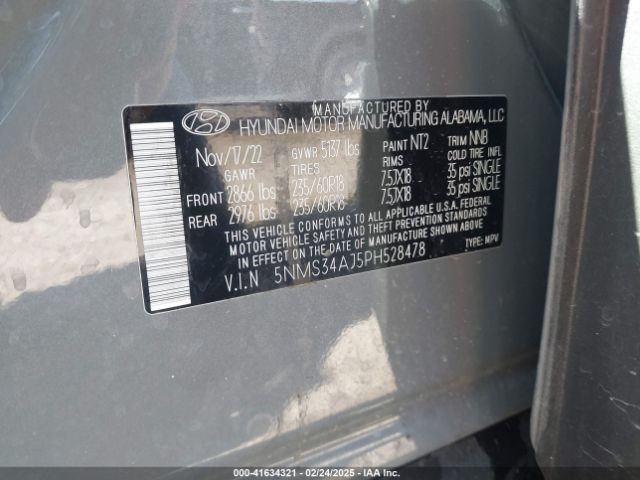 MANUFACTURED BY
HYUNDAI MOTOR MANUFACTURING ALABAMA, LLC
Nov/17/22 GVWR 5137 lbs PAINT NT2 TRIM NNB
GAWR TIRES RIMS COLD TIRE INFL
FRONT 2866 lbs 235/60R18 7.5JX18 35 psi SINGLE
REAR 2976 lbs 235/60R18 7.5JX18 35 psi SINGLE
THIS VEHICLE CONFORMS TO ALL APPLICABLE U.S.A. FEDERAL
MOTOR VEHICLE SAFETY AND THEFT PREVENTION STANDARDS
IN EFFECT ON THE DATE OF MANUFACTURE SHOWN ABOVE.
V.I.N 5NMS34AJ5PH528478 TYPE: MPV
000-41634321 - 02/24/2025 - IAA Inc.